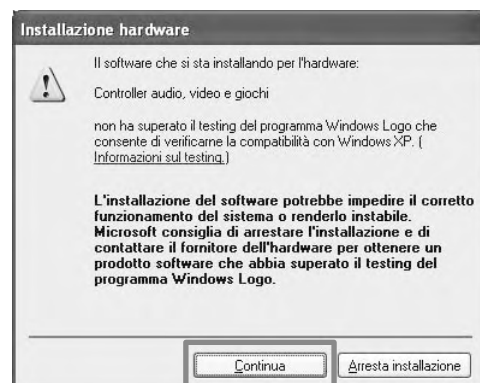 Installazione hardware
Il software che si sta installando per l'hardware:
Controller audio, video e giochi
non ha superato il testing del programma Windows Logo che
consente di verificarne la compatibilità con Windows XP. (
Informazioni sul testing.)
L'installazione del software potrebbe impedire il corretto
funzionamento del sistema o renderlo instabile.
Microsoft consiglia di arrestare l'installazione e di
contattare il fornitore dell'hardware per ottenere un
prodotto software che abbia superato il testing del
programma Windows Logo.
Continua
Arresta installazione